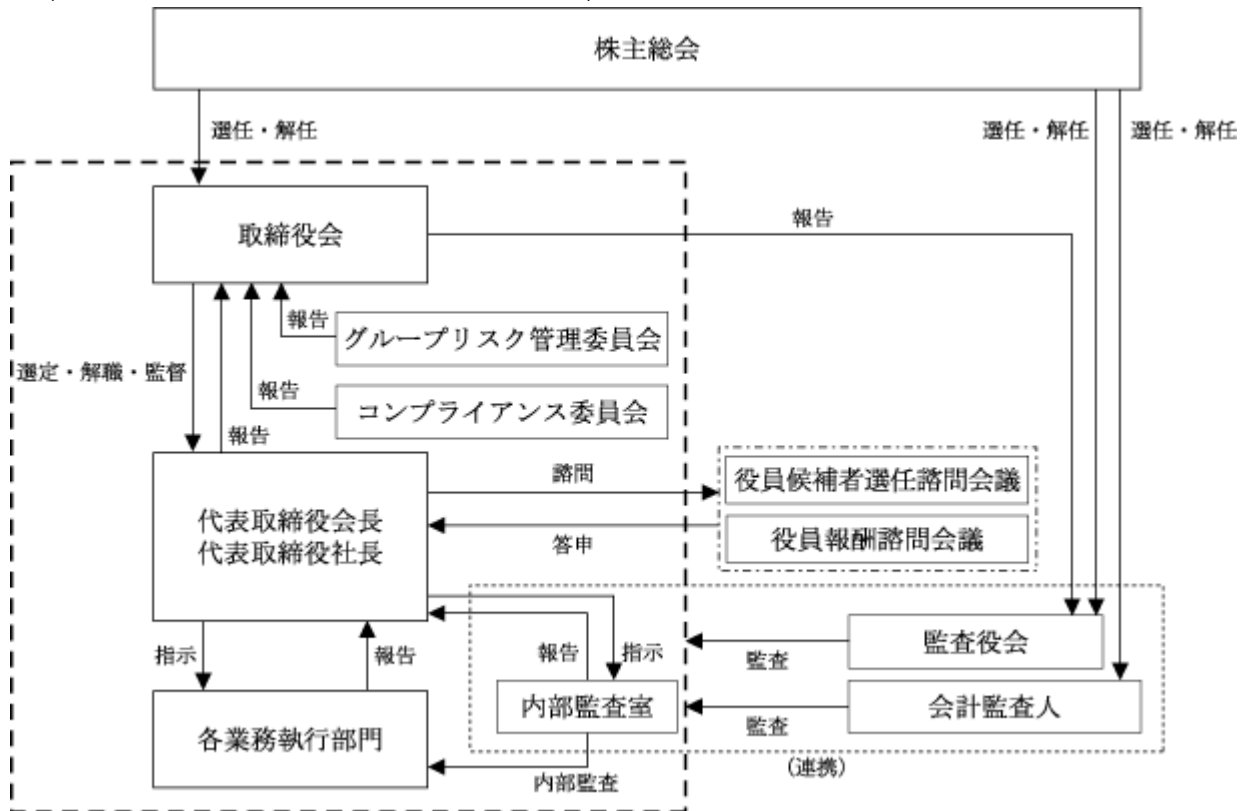 株主総会
選任・解任
選任・解任
選任・解任
取締役会
報告
報告
グループリスク管理委員会
選定・解職・監督
報告
コンプライアンス委員会
報告
諮問
役員候補者選任諮問会議
代表取締役会長
代表取締役社長
答申
役員報酬諮問会議
監査役会
指示
報告
報告
指示
監査
内部監査室
会計監査人
各業務執行部門
監査
内部監査
(連携)